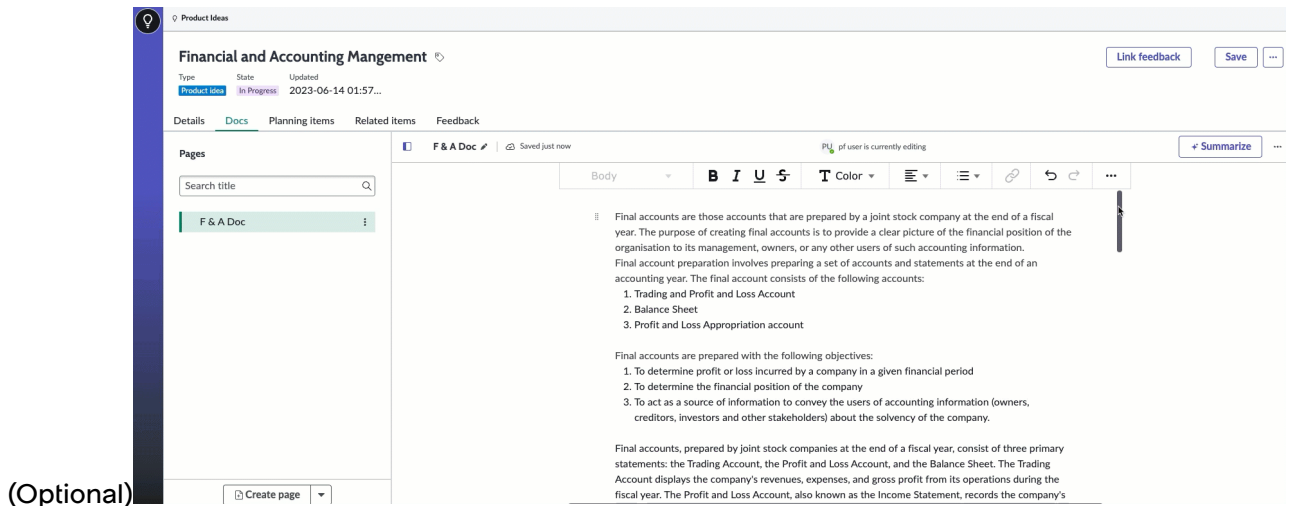 Product Ideas
Financial and Accounting Mangement
Link feedback
Save
Type State Updated
Product idea In Progress 2023-06-14 01:57...
Details Docs Planning items Related items Feedback
Pages
F & A Doc
Saved just now
PU pf user is currently editing
Summarize
Search title
Body
B I U S T Color
F & A Doc
Final accounts are those accounts that are prepared by a joint stock company at the end of a fiscal
year. The purpose of creating final accounts is to provide a clear picture of the financial position of the
organisation to its management, owners, or any other users of such accounting information.
Final account preparation involves preparing a set of accounts and statements at the end of an
accounting year. The final account consists of the following accounts:
1. Trading and Profit and Loss Account
2. Balance Sheet
3. Profit and Loss Appropriation account
Final accounts are prepared with the following objectives:
1. To determine profit or loss incurred by a company in a given financial period
2. To determine the financial position of the company
3. To act as a source of information to convey the users of accounting information (owners,
creditors, investors and other stakeholders) about the solvency of the company.
Final accounts, prepared by joint stock companies at the end of a fiscal year, consist of three primary
statements: the Trading Account, the Profit and Loss Account, and the Balance Sheet. The Trading
Account displays the company's revenues, expenses, and gross profit from its operations during the
fiscal year. The Profit and Loss Account, also known as the Income Statement, records the company's
Create page
(Optional)